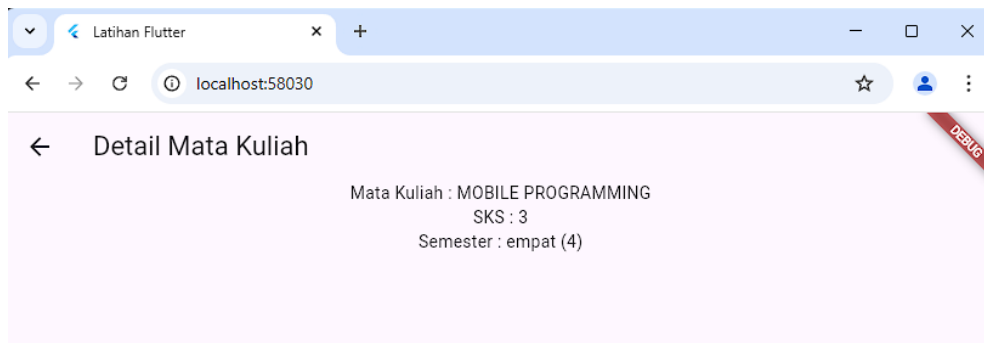 Latihan Flutter
localhost:58030
Detail Mata Kuliah
DEBUG
Mata Kuliah : MOBILE PROGRAMMING
SKS : 3
Semester : empat (4)